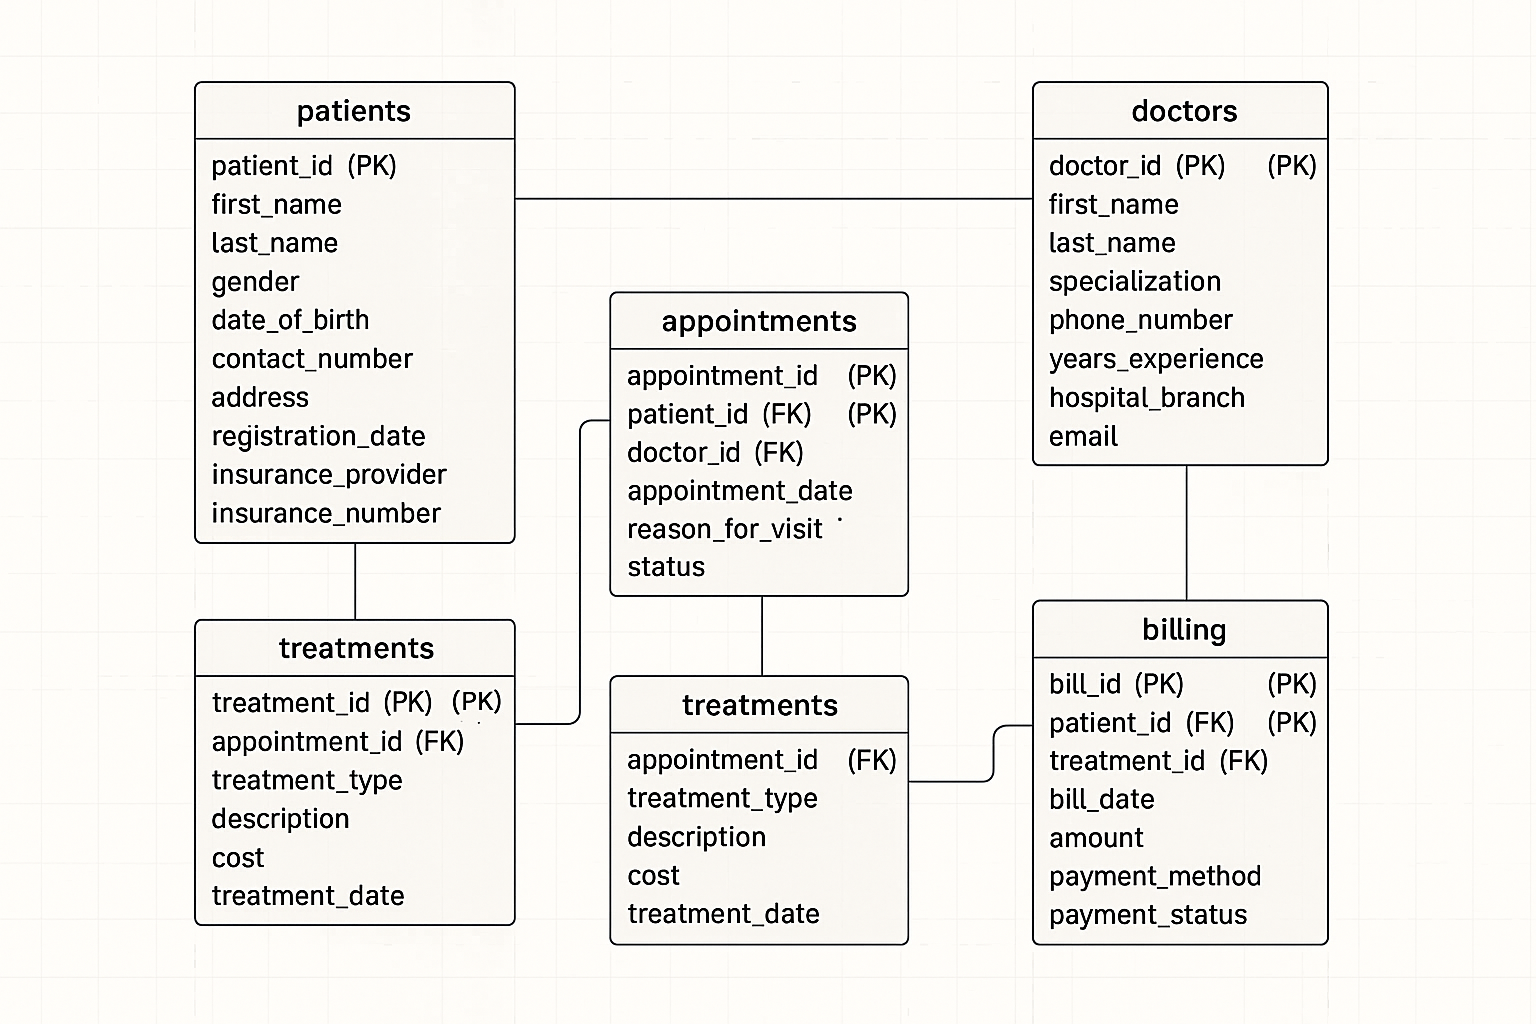 patients
patient_id (PK)
first_name
last_name
gender
date_of_birth
contact_number
address
registration_date
insurance_provider
insurance_number
doctors
doctor_id (PK) (PK)
first_name
last_name
specialization
phone_number
years_experience
hospital_branch
email
appointments
appointment_id (PK)
patient_id (FK) (PK)
doctor_id (FK)
appointment_date
reason_for_visit
status
treatments
treatment_id (PK) (PK)
appointment_id (FK)
treatment_type
description
cost
treatment_date
treatments
appointment_id (FK)
treatment_type
description
cost
treatment_date
billing
bill_id (PK) (PK)
patient_id (FK) (PK)
treatment_id (FK)
bill_date
amount
payment_method
payment_status